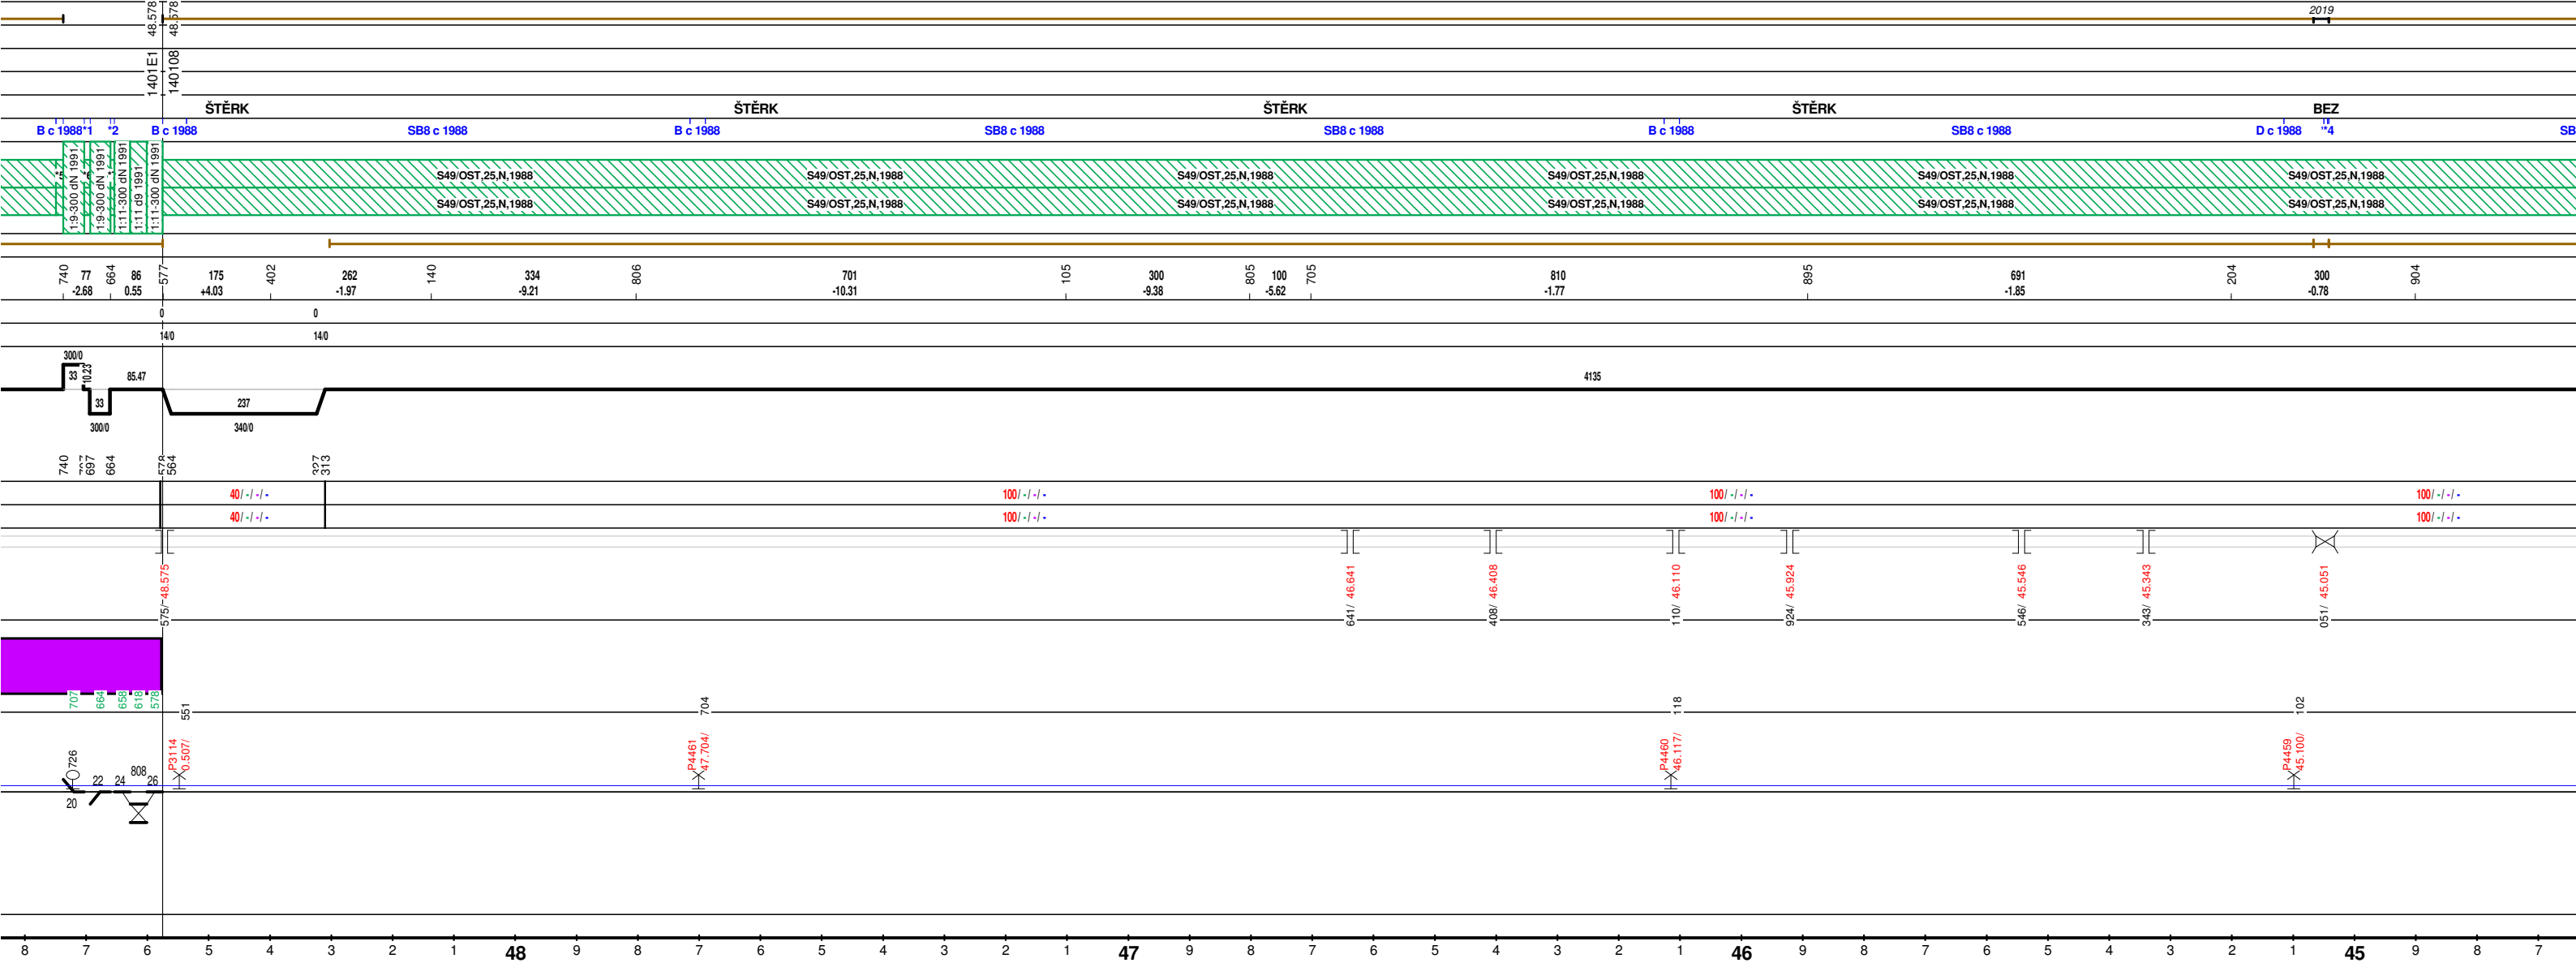 48.578 48.578 2019
1401E1 140108
ŠTĚRK ŠTĚRK ŠTĚRK ŠTĚRK BEZ
B c 1988 *1 *2 B c 1988 SB8 c 1988 B c 1988 SB8 c 1988 SB8 c 1988 B c 1988 SB8 c 1988 D c 1988 *4 SB
1:9-300 dN 1991 1:9-300 dN 1991 1:11-300 dN 1991 1:11 d9 1991 1:11-300 dN 1991
S49/OST,25,N,1988 S49/OST,25,N,1988 S49/OST,25,N,1988 S49/OST,25,N,1988 S49/OST,25,N,1988 S49/OST,25,N,1988
S49/OST,25,N,1988 S49/OST,25,N,1988 S49/OST,25,N,1988 S49/OST,25,N,1988 S49/OST,25,N,1988 S49/OST,25,N,1988
740 77 664 86 577 175 402 262 140 334 806 701 105 300 805 100 705 810 895 691 204 300 904
-2.68 0.55 +4.03 -1.97 -9.21 -10.31 -9.38 -5.62 -1.77 -1.85 -0.78
0 0
14/0 14/0
300/0
33 10.23 85.47 4135
33 237
300/0 340/0
740 697 664 578 564 327 313
40/ -/ -/ - 100/ -/ -/ - 100/ -/ -/ - 100/ -/ -/ -
40/ -/ -/ - 100/ -/ -/ - 100/ -/ -/ - 100/ -/ -/ -
575/ 48.575 641/ 46.641 408/ 46.408 110/ 46.110 924/ 45.924 546/ 45.546 343/ 45.343 051/ 45.051
707 664 658 618 578
551 704 118 102
P3114 0.507/ P4461 47.704/ P4460 46.117/ P4459 45.100/
726 808
22 24 26
20
8 7 6 5 4 3 2 1 48 9 8 7 6 5 4 3 2 1 47 9 8 7 6 5 4 3 2 1 46 9 8 7 6 5 4 3 2 1 45 9 8 7